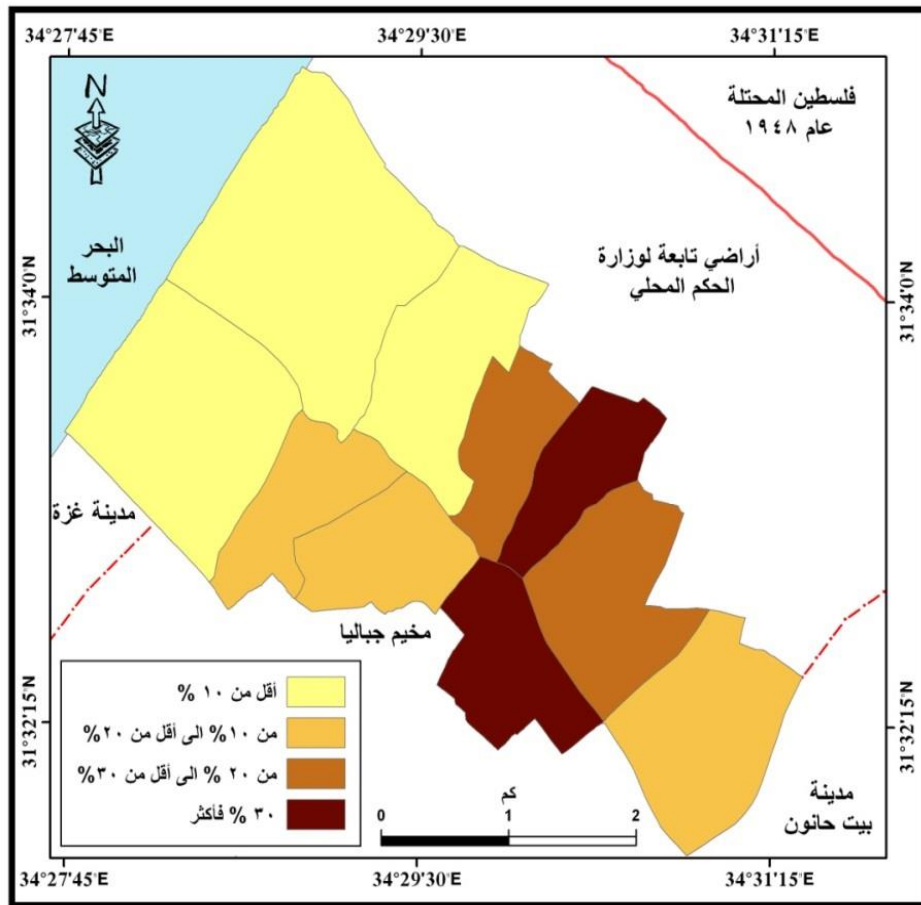 34°27'45"E
34°29'30"E
34°31'15"E
N
فلسطين المحتلة
عام ١٩٤٨
البحر
المتوسط
أراضي تابعة لوزارة
الحكم المحلي
31°34'0"N
31°34'0"N
مدينة غزة
مخيم جباليا
أقل من ١٠ %
من ١٠% الى أقل من ٢٠%
من ٢٠ % الى أقل من ٣٠%
٣٠ % فأكثر
31°32'15"N
31°32'15"N
كم
0
1
2
مدينة
بيت حانون
34°27'45"E
34°29'30"E
34°31'15"E